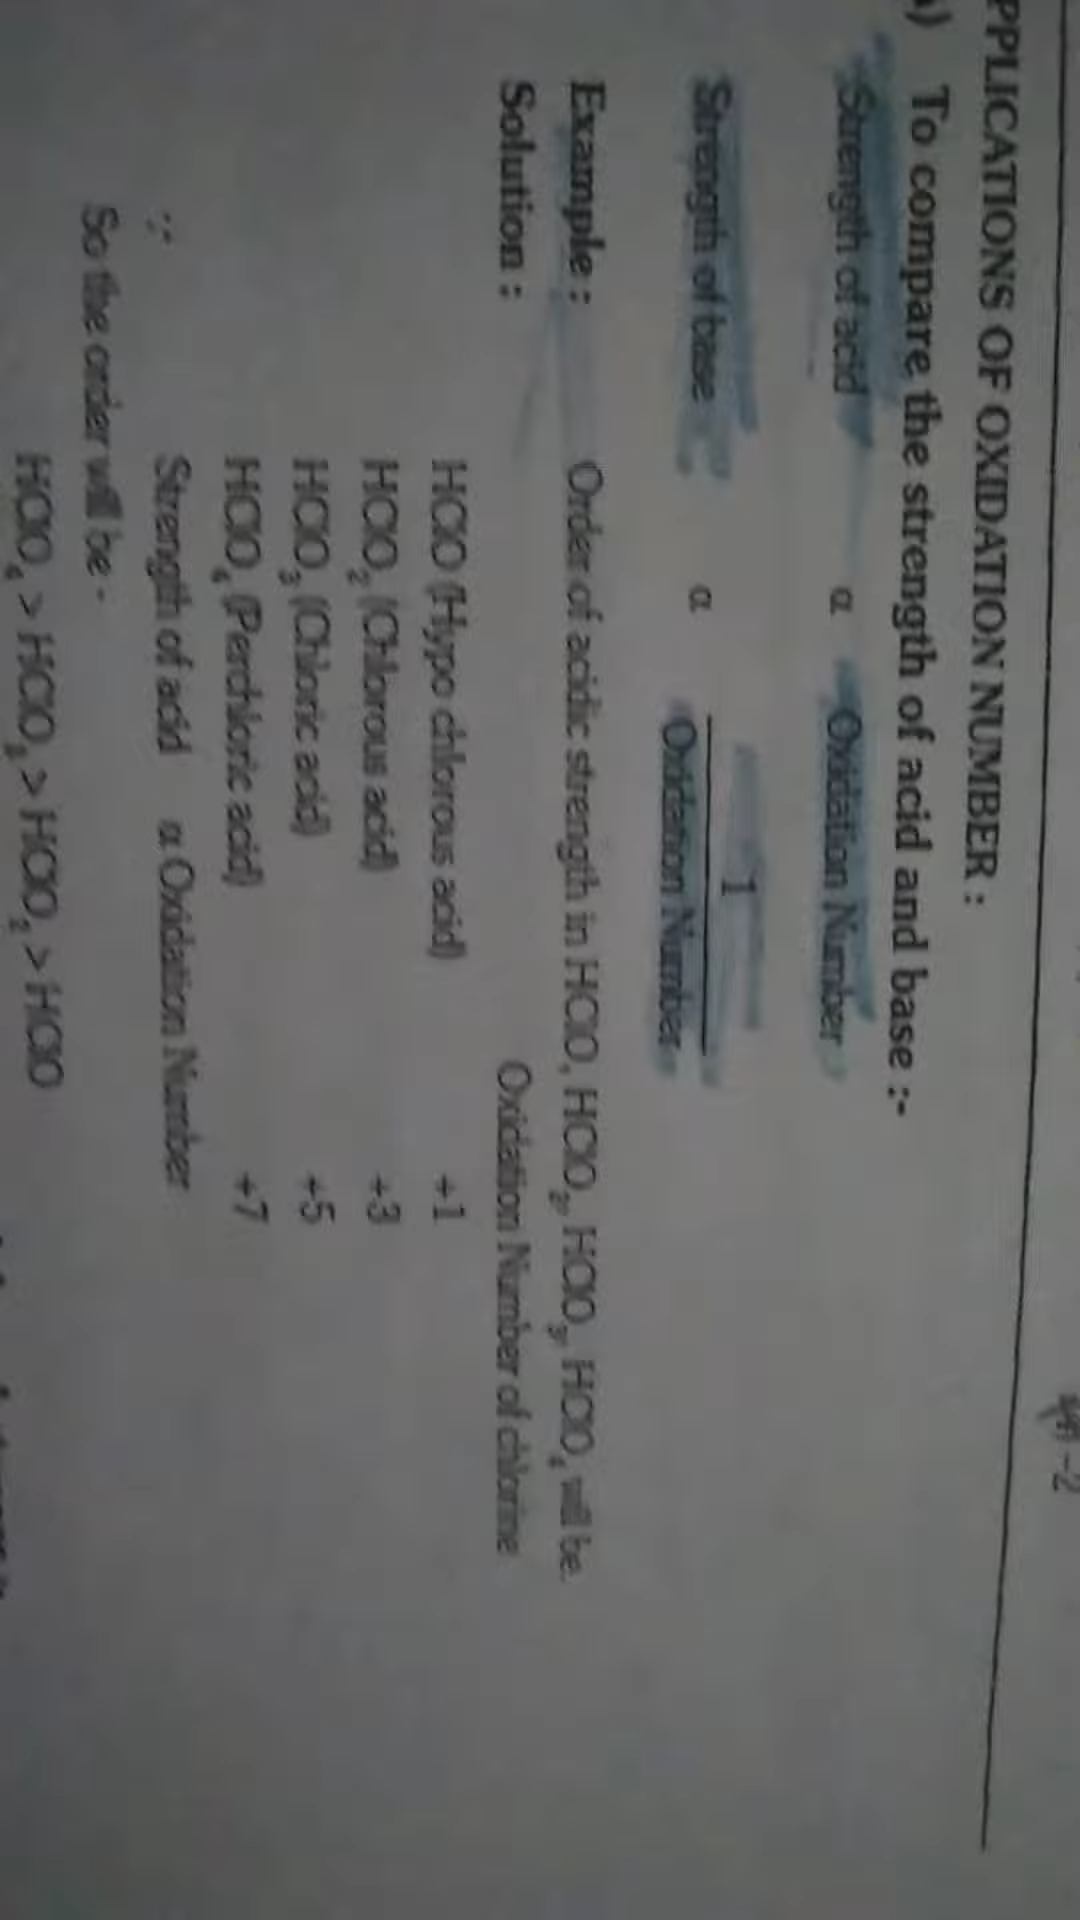 PPLICATIONS OF OXIDATION NUMBER :
) To compare the strength of acid and base :-
Strength of acid α Oxidation Number
Strength of base α 1
Oxidation Number
Example : Order of acidic strength in HClO, HClO₂, HClO₃, HClO₄ will be.
Solution : Oxidation Number of chlorine
HClO (Hypo chlorous acid) +1
HClO₂ (Chlorous acid) +3
HClO₃ (Chloric acid) +5
HClO₄ (Perchloric acid) +7
∵ Strength of acid α Oxidation Number
So the order will be -
HClO₄ > HClO₃ > HClO₂ > HClO